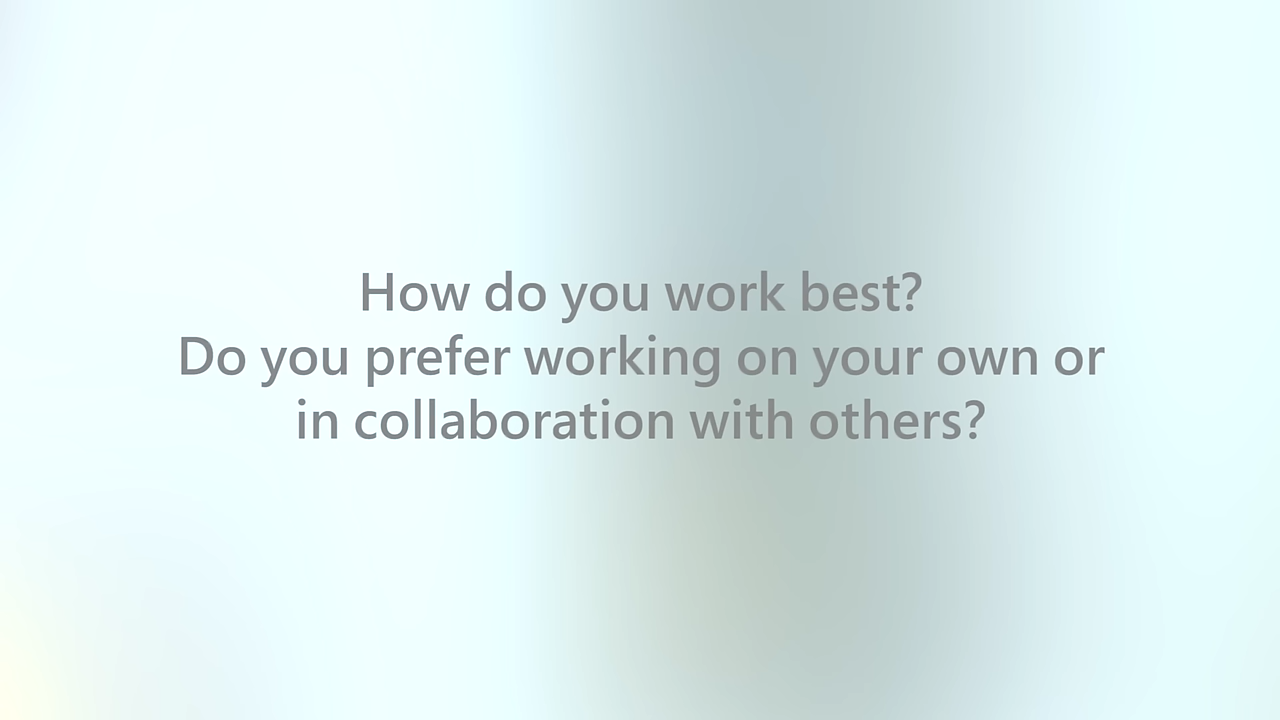 How do you work best?
Do you prefer working on your own or
in collaboration with others?